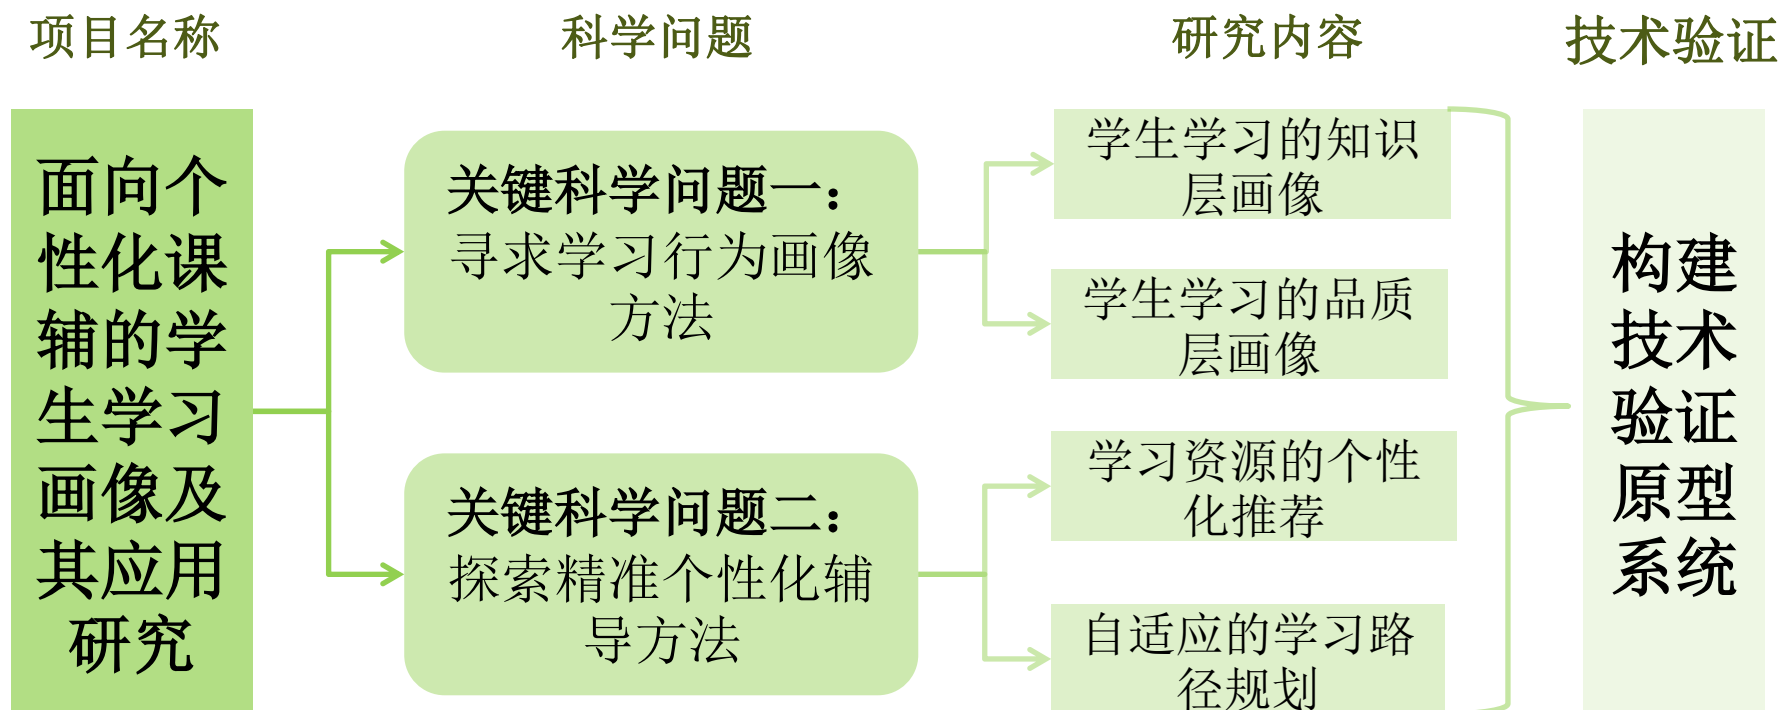 项目名称
科学问题
研究内容
技术验证
面向个
性化课
辅的学
生学习
画像及
其应用
研究
关键科学问题一：
寻求学习行为画像
方法
关键科学问题二：
探索精准个性化辅
导方法
学生学习的知识
层画像
学生学习的品质
层画像
学习资源的个性
化推荐
自适应的学习路
径规划
构建
技术
验证
原型
系统